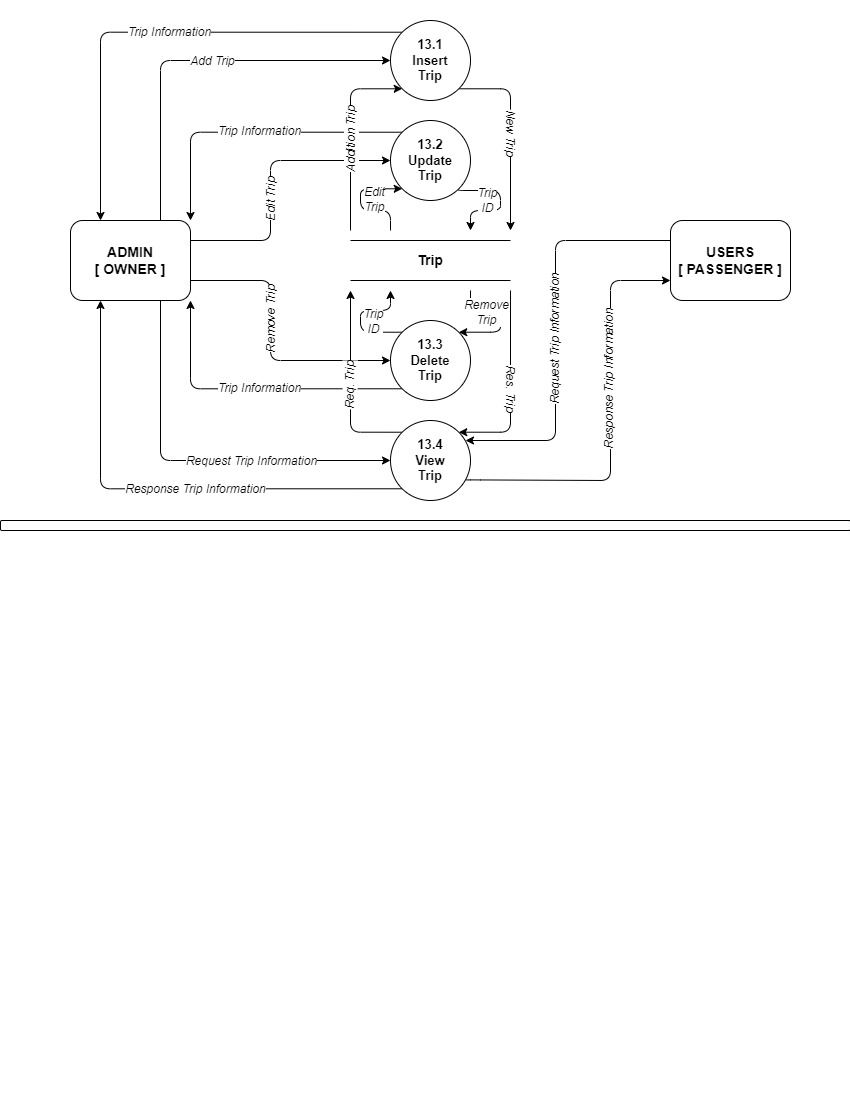 Trip Information
13.1
Insert
Trip
Add Trip
Addition Trip
New Trip
Trip Information
13.2
Update
Trip
Edit Trip
Edit
Trip
Trip
ID
ADMIN
[ OWNER ]
Trip
USERS
[ PASSENGER ]
Remove Trip
Trip
ID
Remove
Trip
Request Trip Information
Response Trip Information
13.3
Delete
Trip
Trip Information
Req. Trip
Res. Trip
13.4
View
Trip
Request Trip Information
Response Trip Information